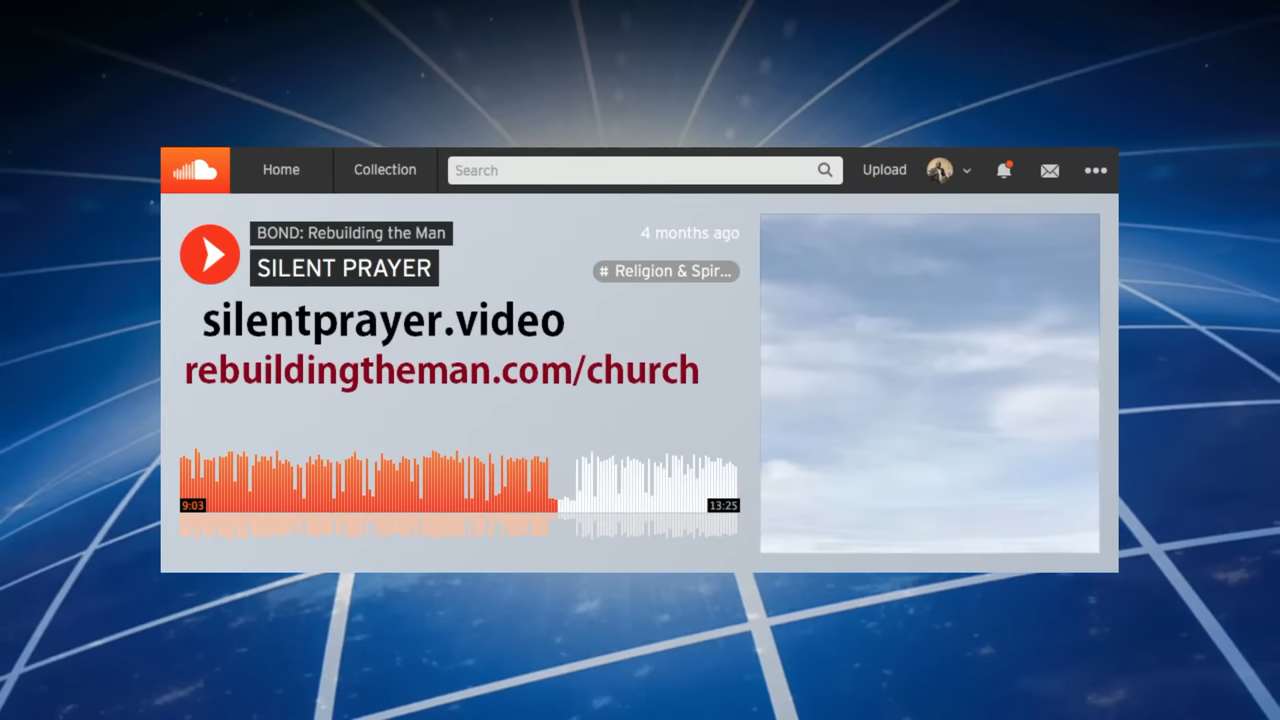 Home
Collection
Search
Upload
BOND: Rebuilding the Man
4 months ago
SILENT PRAYER
# Religion & Spir...
silentprayer.video
rebuildingtheman.com/church
9:03
13:25